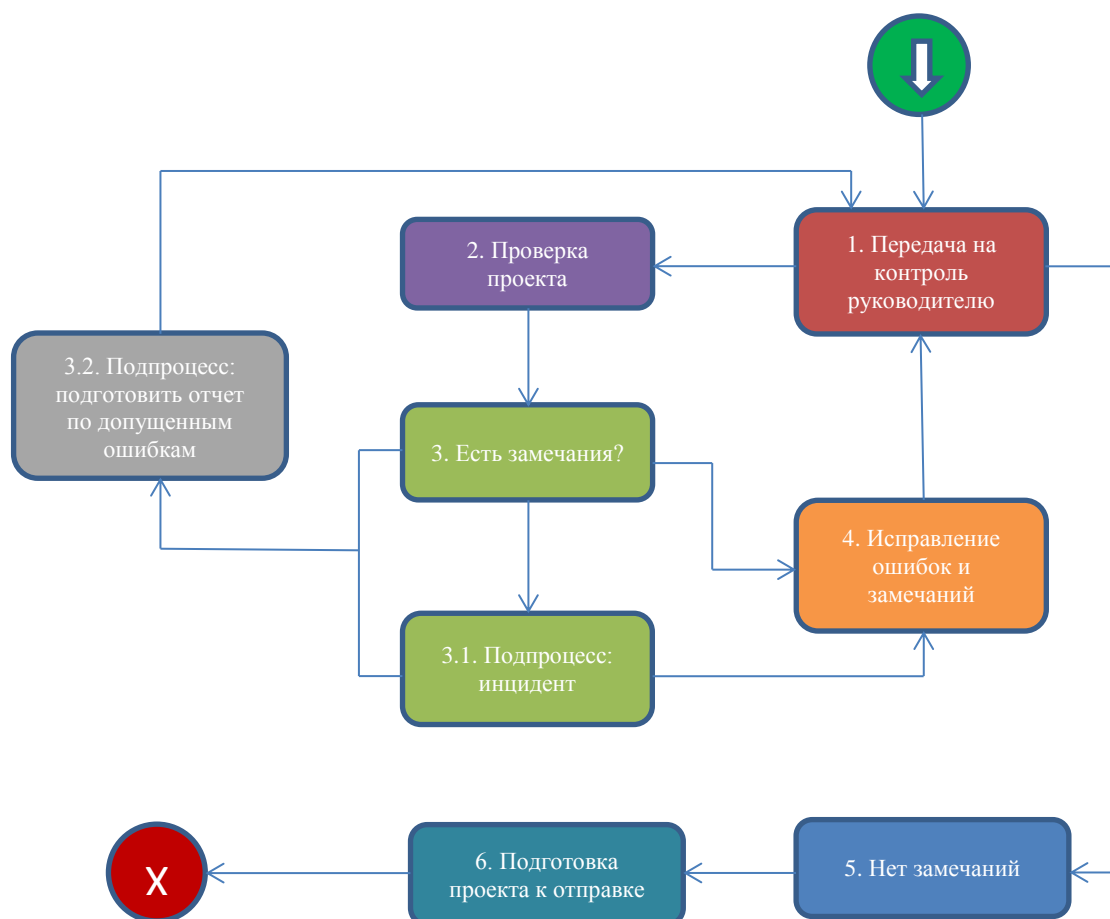 1. Передача на
контроль
руководителю
2. Проверка
проекта
3.2. Подпроцесс:
подготовить отчет
по допущенным
ошибкам
3. Есть замечания?
4. Исправление
ошибок и
замечаний
3.1. Подпроцесс:
инцидент
5. Нет замечаний
6. Подготовка
проекта к отправке
X